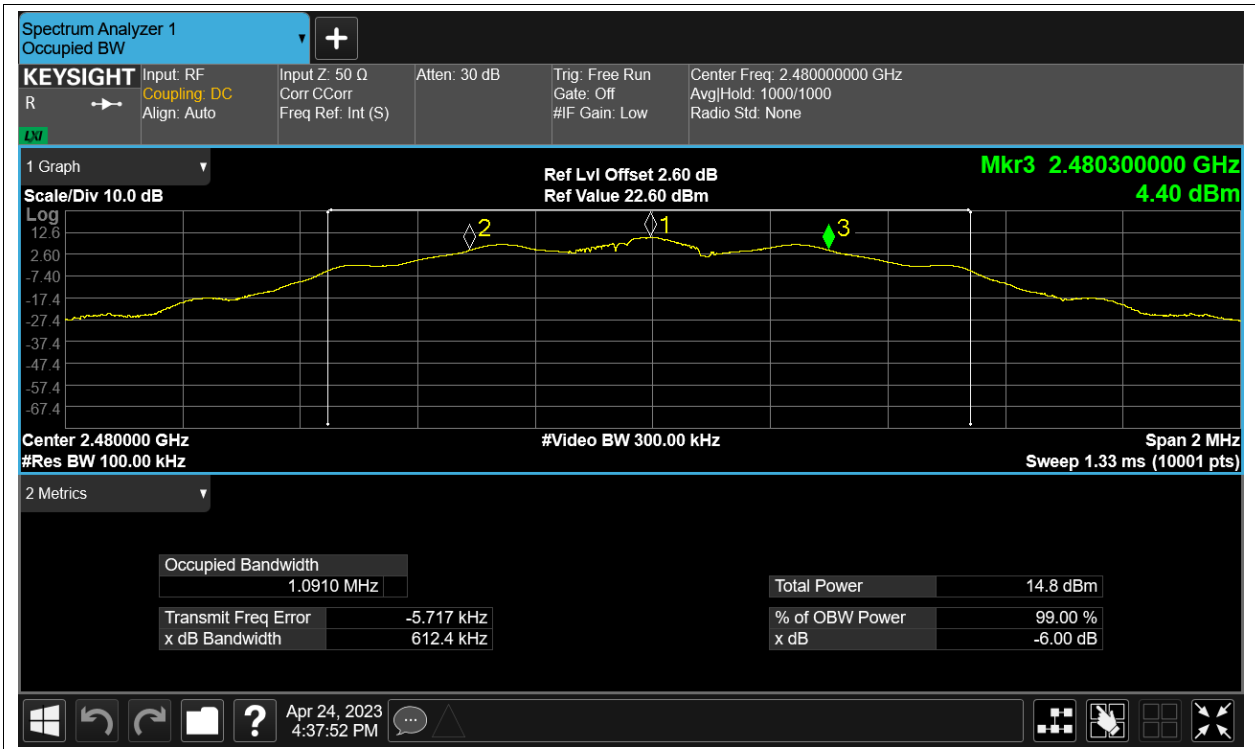 Spectrum Analyzer 1
Occupied BW
KEYSIGHT
R
LXI
Input: RF
Coupling: DC
Align: Auto
Input Z: 50 Ω
Corr CCorr
Freq Ref: Int (S)
Atten: 30 dB
Trig: Free Run
Gate: Off
#IF Gain: Low
Center Freq: 2.480000000 GHz
Avg|Hold: 1000/1000
Radio Std: None
1 Graph
Scale/Div 10.0 dB
Ref Lvl Offset 2.60 dB
Ref Value 22.60 dBm
Mkr3 2.480300000 GHz
4.40 dBm
Log
12.6
2.60
-7.40
-17.4
-27.4
-37.4
-47.4
-57.4
-67.4
2
1
3
Center 2.480000 GHz
#Res BW 100.00 kHz
#Video BW 300.00 kHz
Span 2 MHz
Sweep 1.33 ms (10001 pts)
2 Metrics
Occupied Bandwidth
1.0910 MHz
Transmit Freq Error -5.717 kHz
x dB Bandwidth 612.4 kHz
Total Power 14.8 dBm
% of OBW Power 99.00 %
x dB -6.00 dB
?
Apr 24, 2023
4:37:52 PM